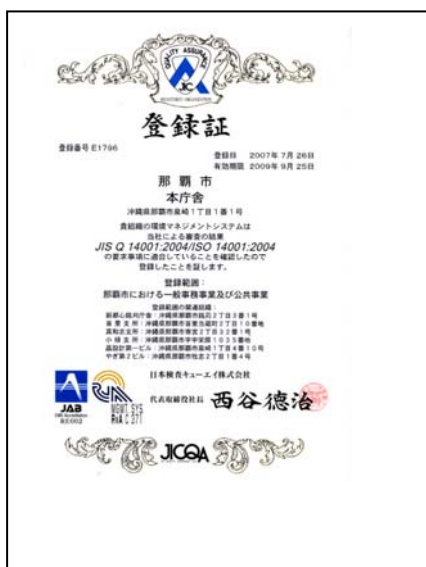 QUALITY ASSURANCE
JIC
登録証
登録番号 E1796
登録日 2007年 7月 26日
有効期限 2009年 9月 25日
那覇市
本庁舎
沖縄県那覇市泉崎1丁目1番1号
貴組織の環境マネジメントシステムは
当社による審査の結果
JIS Q 14001:2004/ISO 14001:2004
の要求事項に適合していることを確認したので
登録したことを証します。
登録範囲:
那覇市における一般事務事業及び公共事業
登録範囲の関連組織:
日本検査キューエイ株式会社
代表取締役社長 西谷徳治
JAB
RE002
MGMT. SYS.
RvA C 371
JICQA